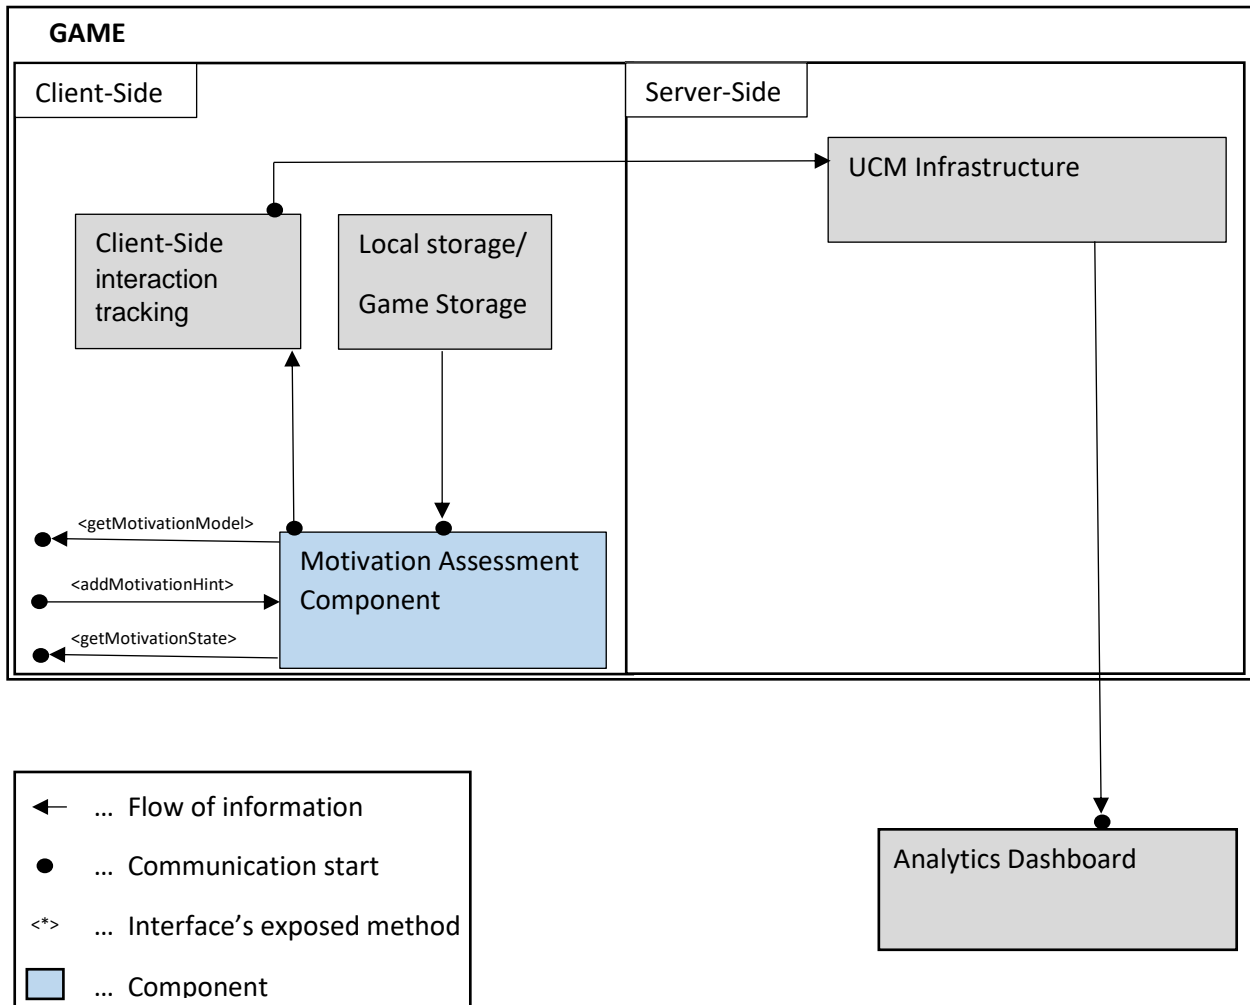 GAME
Client-Side
Server-Side
UCM Infrastructure
Client-Side
interaction
tracking
Local storage/
Game Storage
<getMotivationModel>
<addMotivationHint>
<getMotivationState>
Motivation Assessment
Component
... Flow of information
... Communication start
<*> ... Interface’s exposed method
... Component
Analytics Dashboard